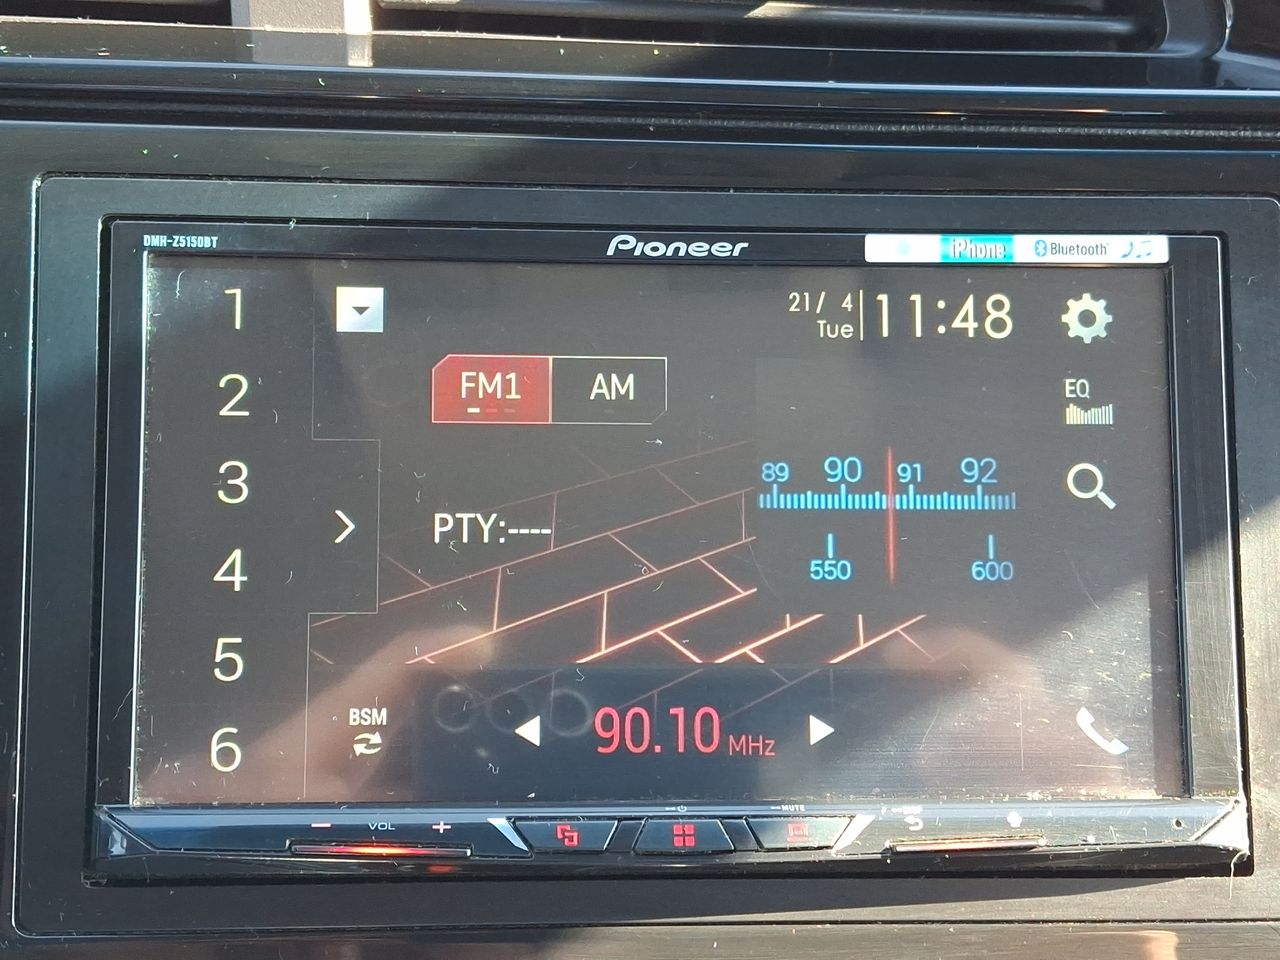 DMH-Z5150BT
Pioneer
iPhone
Bluetooth
1
2
3
4
5
6
21/ 4
Tue
11:48
FM1
AM
EQ
89 90 91 92
PTY:----
550 600
BSM
90.10 MHz
VOL
MUTE